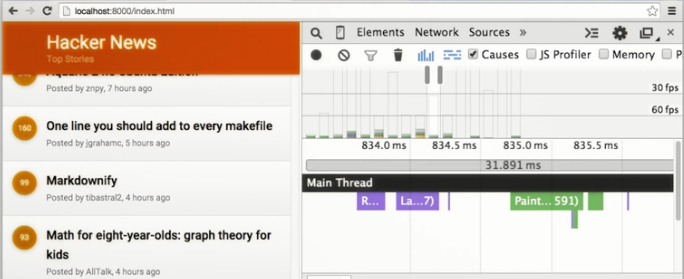 localhost:8000/index.html
Hacker News
Top Stories
Posted by znpy, 7 hours ago
160
One line you should add to every makefile
Posted by jgrahamc, 5 hours ago
99
Markdownify
Posted by tibastral2, 4 hours ago
93
Math for eight-year-olds: graph theory for
kids
Posted by AllTalk, 4 hours ago
Elements Network Sources »
Causes JS Profiler Memory P
30 fps
60 fps
834.0 ms 834.5 ms 835.0 ms 835.5 ms
31.891 ms
Main Thread
R... La...7) Paint...591)